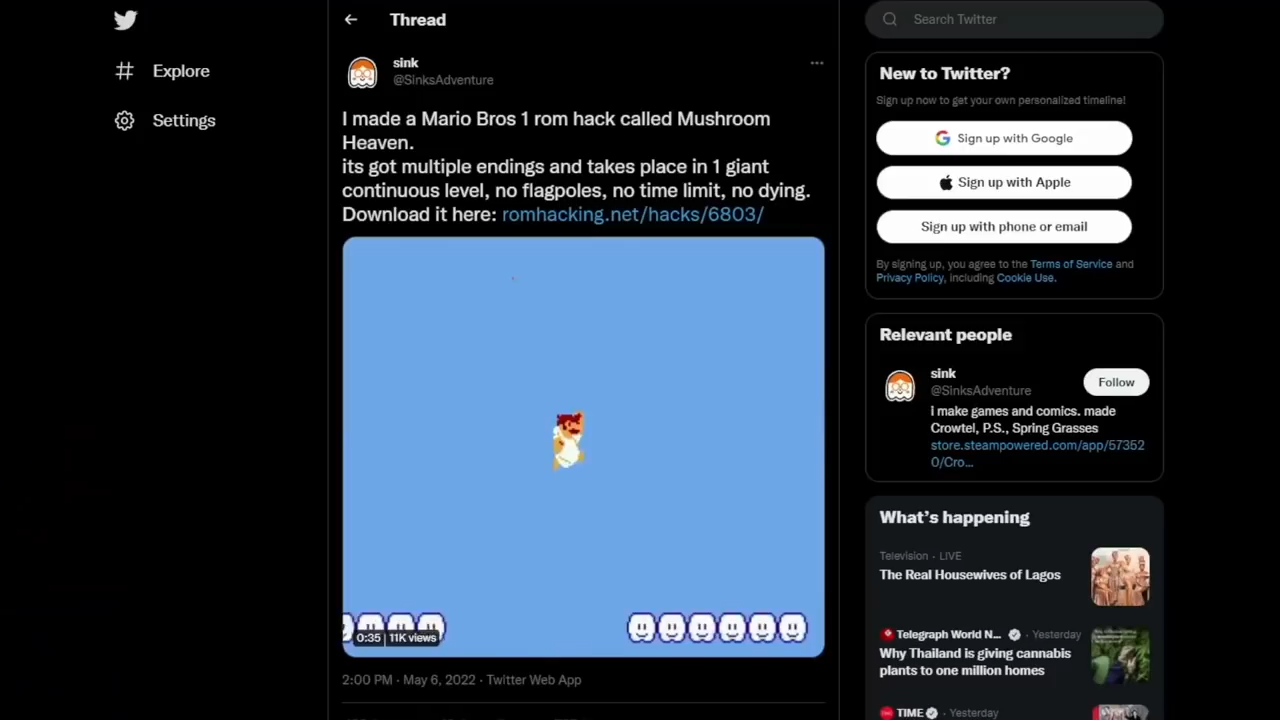 Thread
Search Twitter
Explore
Settings
sink
@SinksAdventure
I made a Mario Bros 1 rom hack called Mushroom
Heaven.
its got multiple endings and takes place in 1 giant
continuous level, no flagpoles, no time limit, no dying.
Download it here: romhacking.net/hacks/6803/
0:35 | 11K views
2:00 PM · May 6, 2022 · Twitter Web App
New to Twitter?
Sign up now to get your own personalized timeline!
Sign up with Google
Sign up with Apple
Sign up with phone or email
By signing up, you agree to the Terms of Service and
Privacy Policy, including Cookie Use.
Relevant people
sink
@SinksAdventure
Follow
i make games and comics. made
Crowtel, P.S., Spring Grasses
store.steampowered.com/app/57352
0/Cro...
What's happening
Television · LIVE
The Real Housewives of Lagos
Telegraph World N... · Yesterday
Why Thailand is giving cannabis
plants to one million homes
TIME · Yesterday